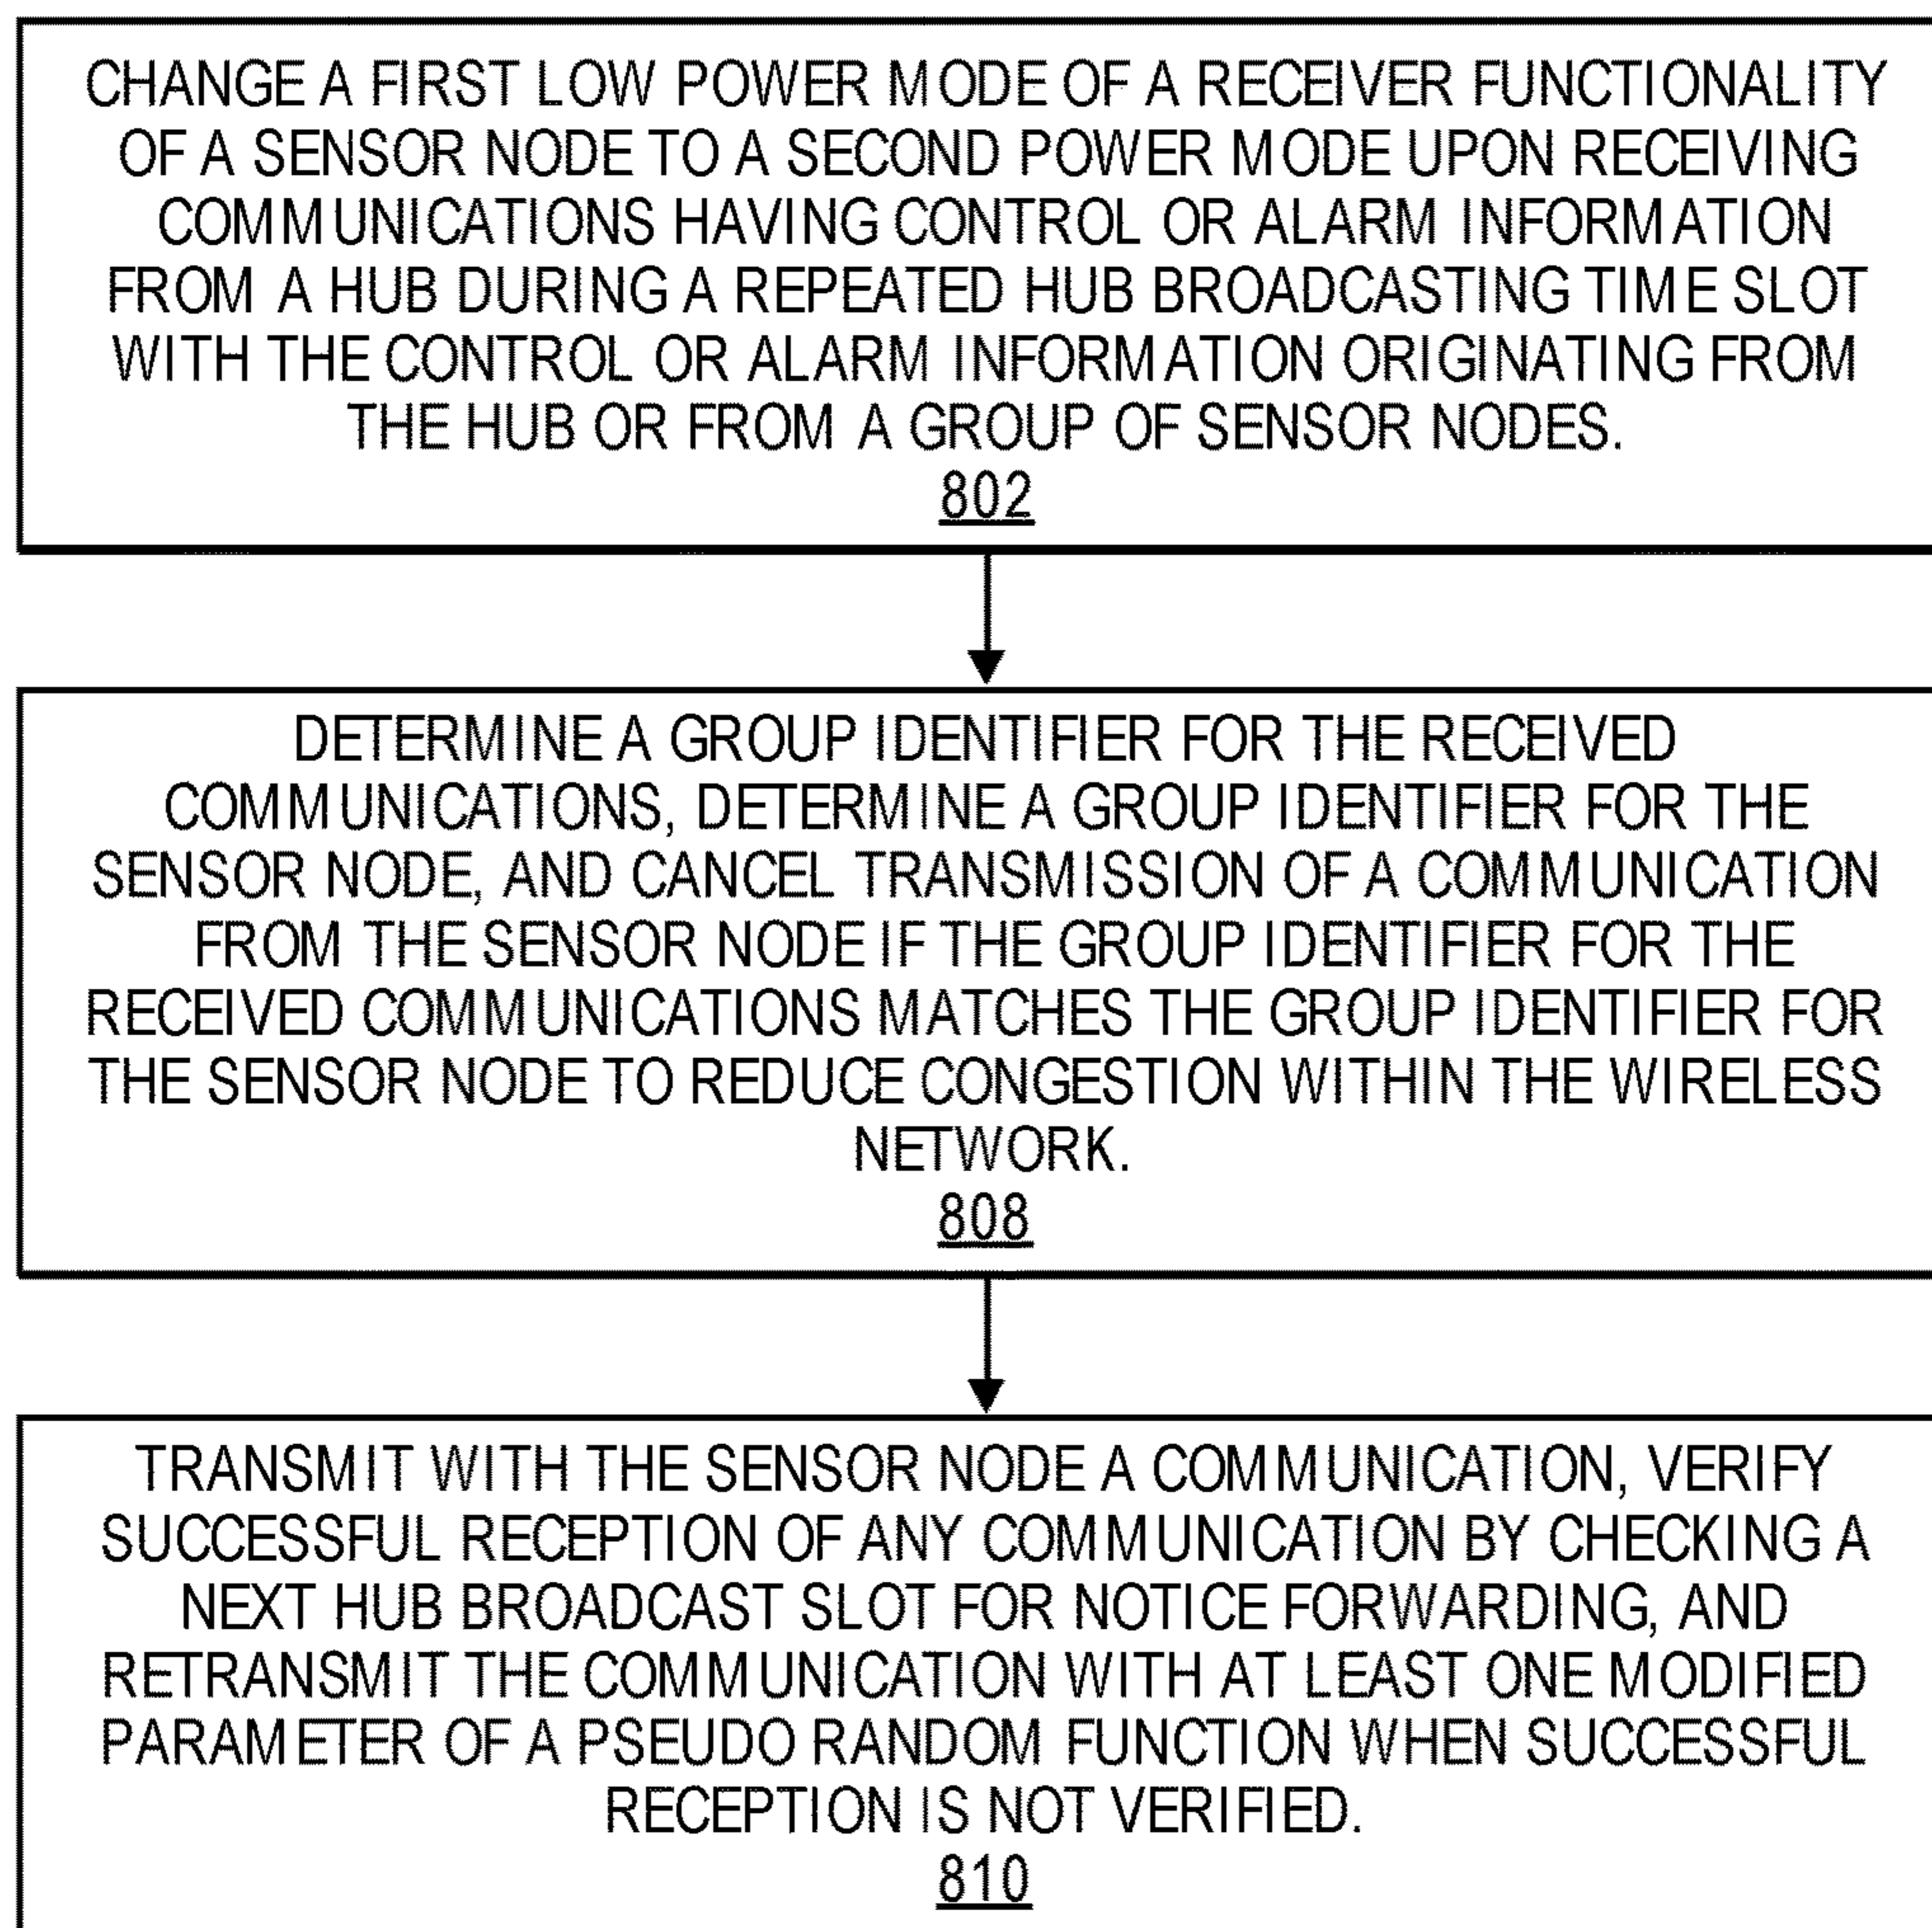 CHANGE A FIRST LOW POWER MODE OF A RECEIVER FUNCTIONALITY
OF A SENSOR NODE TO A SECOND POWER MODE UPON RECEIVING
COMMUNICATIONS HAVING CONTROL OR ALARM INFORMATION
FROM A HUB DURING A REPEATED HUB BROADCASTING TIME SLOT
WITH THE CONTROL OR ALARM INFORMATION ORIGINATING FROM
THE HUB OR FROM A GROUP OF SENSOR NODES.
802
DETERMINE A GROUP IDENTIFIER FOR THE RECEIVED
COMMUNICATIONS, DETERMINE A GROUP IDENTIFIER FOR THE
SENSOR NODE, AND CANCEL TRANSMISSION OF A COMMUNICATION
FROM THE SENSOR NODE IF THE GROUP IDENTIFIER FOR THE
RECEIVED COMMUNICATIONS MATCHES THE GROUP IDENTIFIER FOR
THE SENSOR NODE TO REDUCE CONGESTION WITHIN THE WIRELESS
NETWORK.
808
TRANSMIT WITH THE SENSOR NODE A COMMUNICATION, VERIFY
SUCCESSFUL RECEPTION OF ANY COMMUNICATION BY CHECKING A
NEXT HUB BROADCAST SLOT FOR NOTICE FORWARDING, AND
RETRANSMIT THE COMMUNICATION WITH AT LEAST ONE MODIFIED
PARAMETER OF A PSEUDO RANDOM FUNCTION WHEN SUCCESSFUL
RECEPTION IS NOT VERIFIED.
810